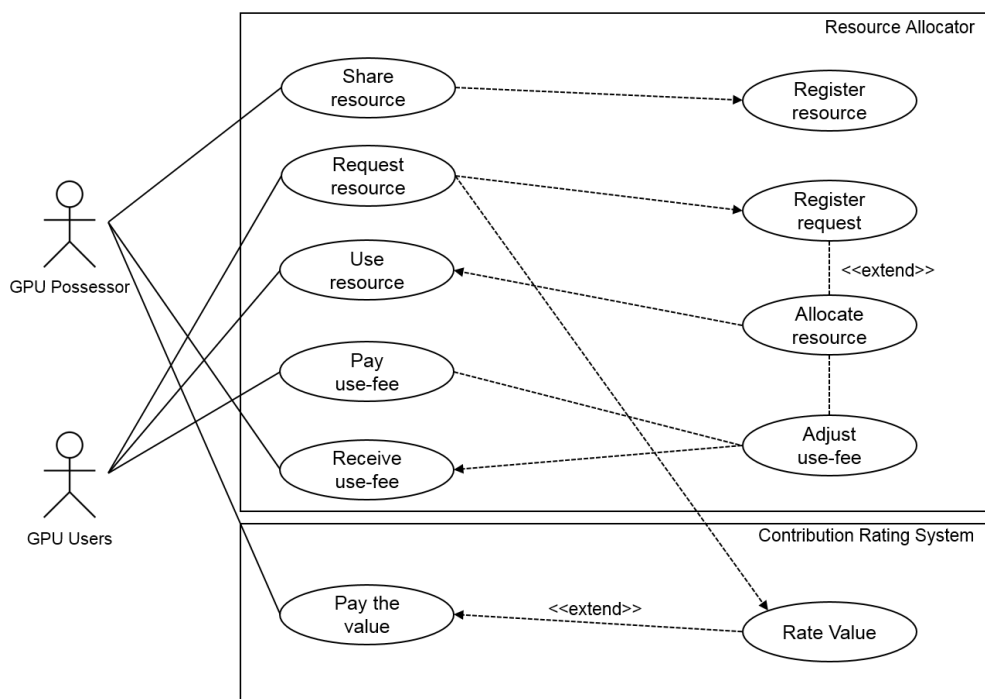 Resource Allocator
Share
resource
Register
resource
Request
resource
Register
request
GPU Possessor
Use
resource
<<extend>>
Allocate
resource
Pay
use-fee
Adjust
use-fee
Receive
use-fee
GPU Users
Contribution Rating System
Pay the
value
<<extend>>
Rate Value